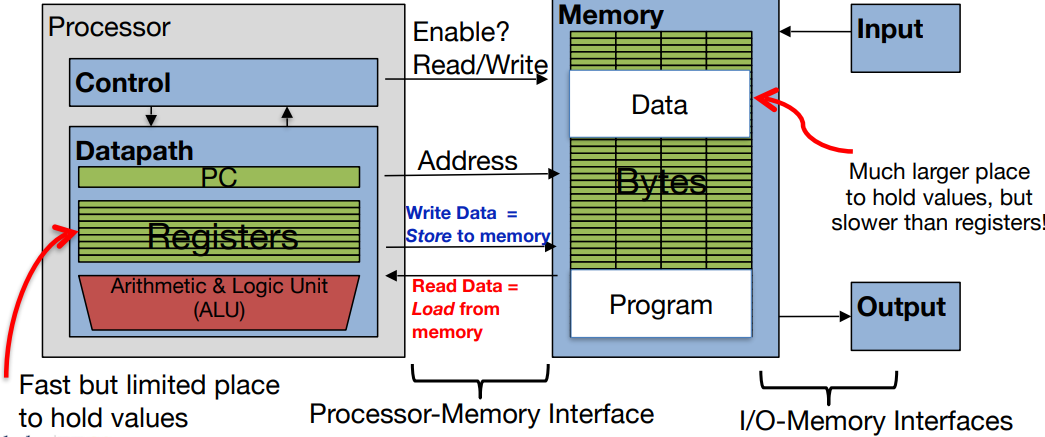 Processor
Control
Datapath
PC
Registers
Arithmetic & Logic Unit
(ALU)
Fast but limited place
to hold values
Enable?
Read/Write
Address
Write Data =
Store to memory
Read Data =
Load from
memory
Processor-Memory Interface
Memory
Data
Bytes
Program
Input
Much larger place
to hold values, but
slower than registers!
Output
I/O-Memory Interfaces